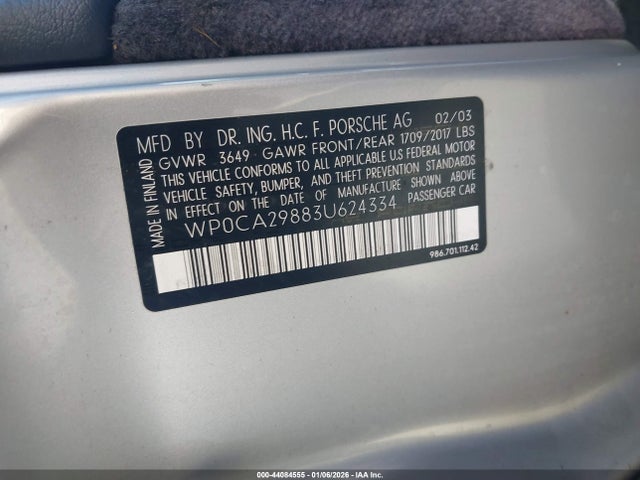 MFD BY DR. ING. H.C. F. PORSCHE AG 02/03
GVWR 3649 GAWR FRONT/REAR 1709/2017 LBS
THIS VEHICLE CONFORMS TO ALL APPLICABLE U.S FEDERAL MOTOR
VEHICLE SAFETY, BUMPER, AND THEFT PREVENTION STANDARDS
IN EFFECT ON THE DATE OF MANUFACTURE SHOWN ABOVE.
WP0CA29883U624334 PASSENGER CAR
MADE IN FINLAND
986.701.112.42
000-44084555 | 01/06/2026 | IAA Inc.